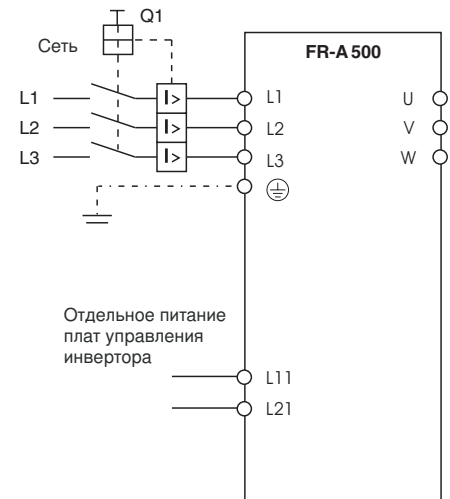 Q1
Сеть
FR-A 500
L1 I> L1 U
L2 I> L2 V
L3 I> L3 W
Отдельное питание
плат управления
инвертора
L11
L21